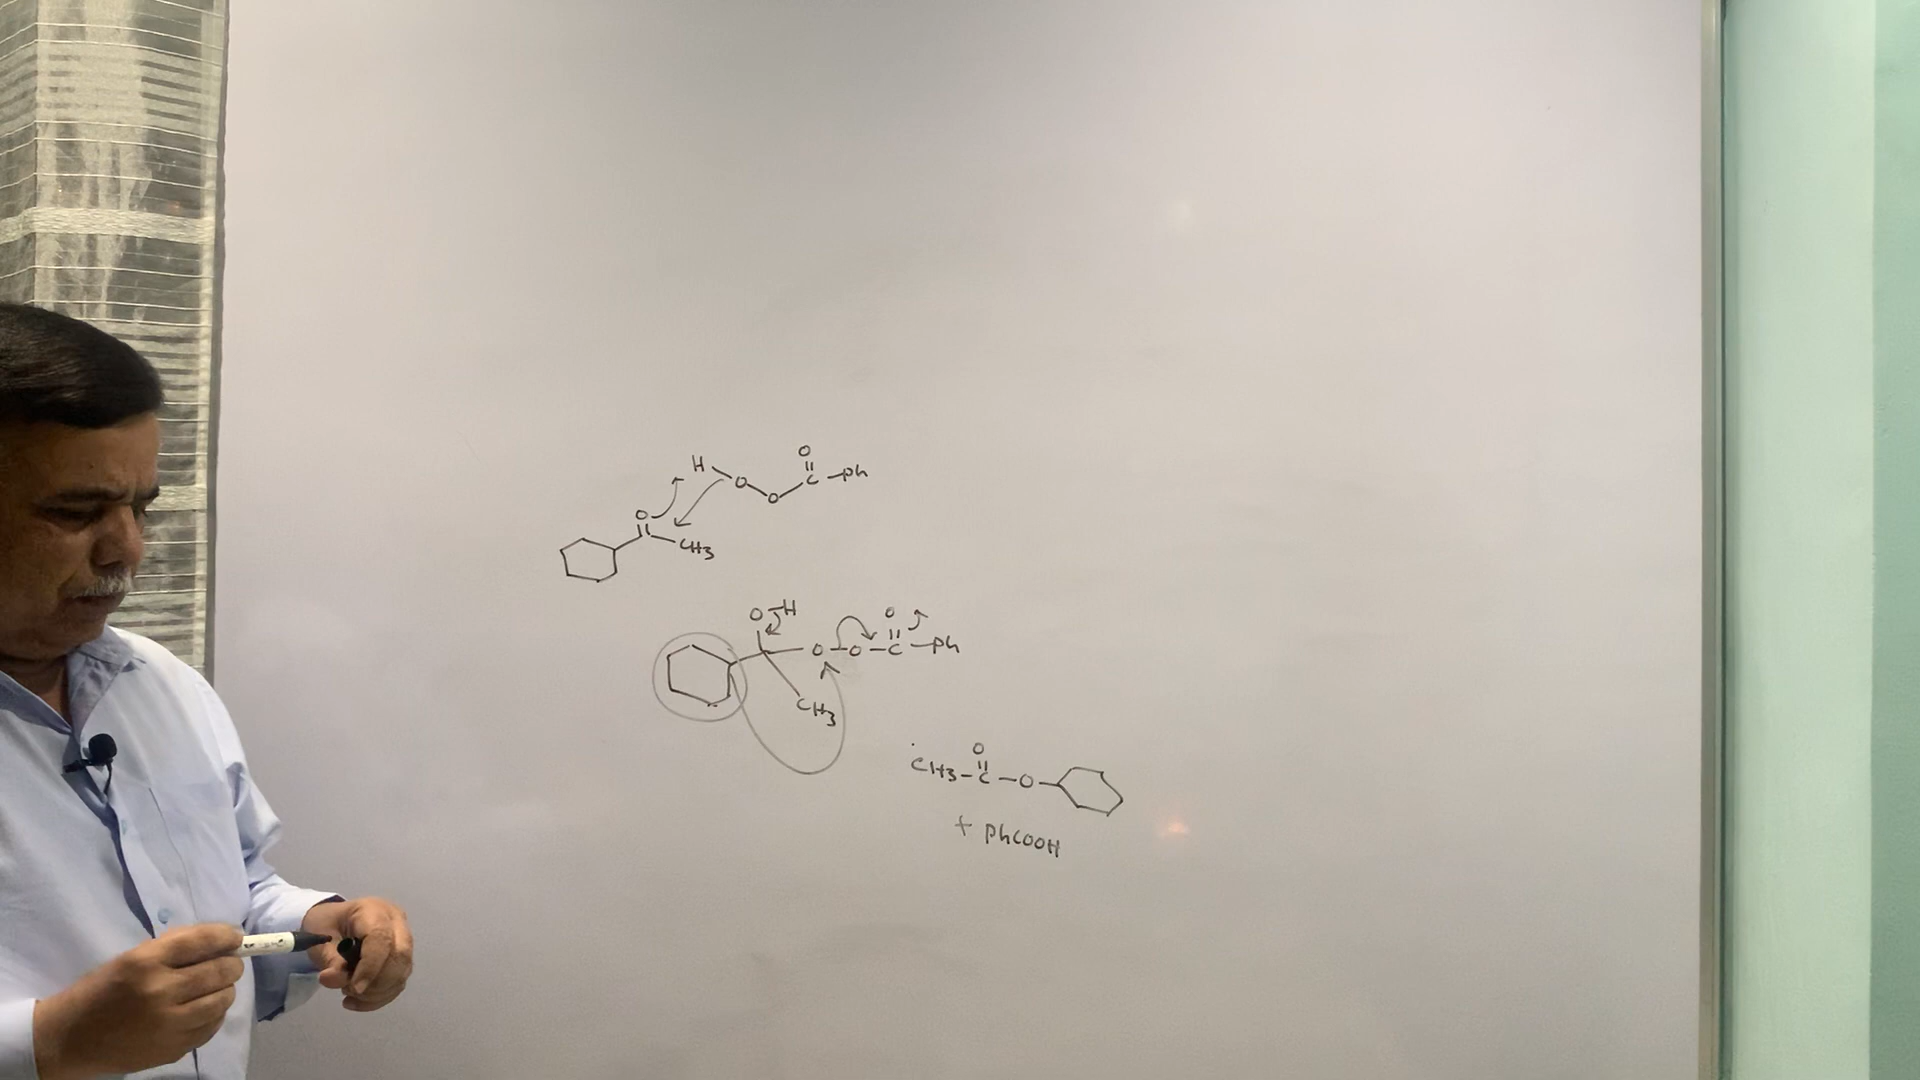 O
H O O C Ph
O
C CH3
O H O
O O C Ph
CH3
O
CH3 C O
+ PhCOOH